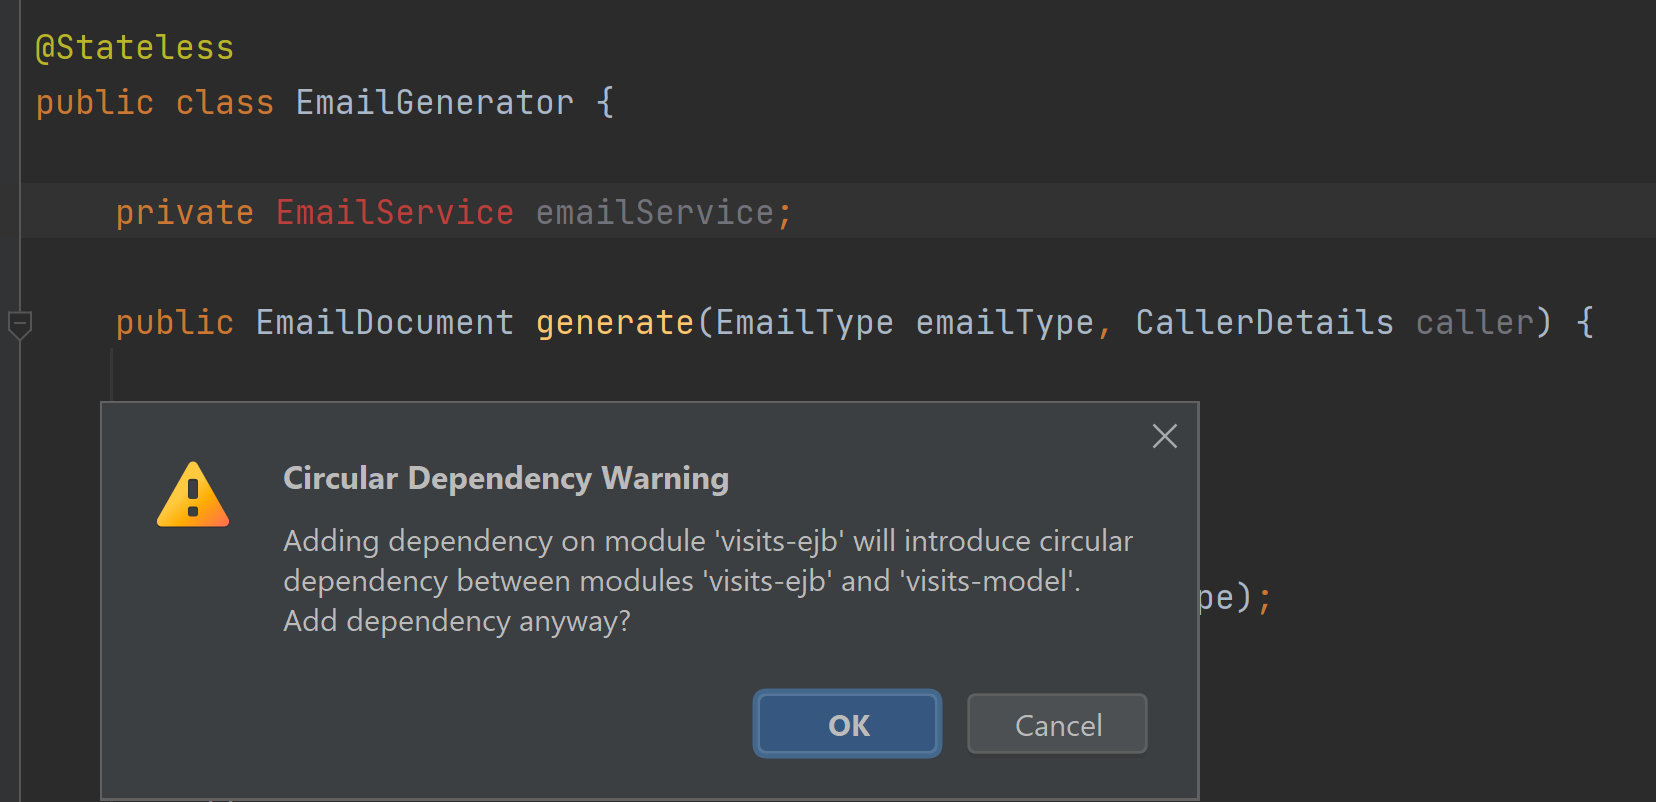 @Stateless
public class EmailGenerator {
private EmailService emailService;
public EmailDocument generate(EmailType emailType, CallerDetails caller) {
Circular Dependency Warning
Adding dependency on module 'visits-ejb' will introduce circular
dependency between modules 'visits-ejb' and 'visits-model'.
Add dependency anyway?
pe);
OK Cancel